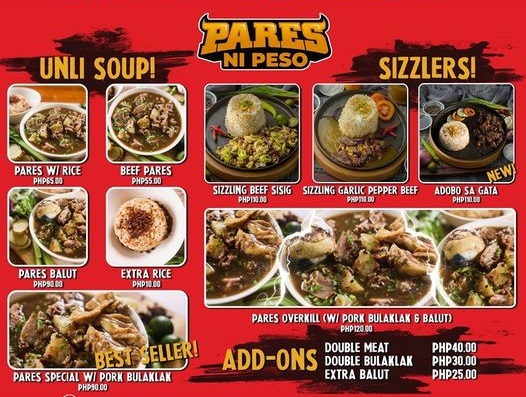 PARES
NI PESO
UNLI SOUP!
PARES W/ RICE
PHP65.00
BEEF PARES
PHP55.00
PARES BALUT
PHP90.00
EXTRA RICE
PHP10.00
BEST SELLER!
PARES SPECIAL W/ PORK BULAKLAK
PHP90.00
SIZZLERS!
SIZZLING BEEF SISIG
PHP110.00
SIZZLING GARLIC PEPPER BEEF
PHP110.00
NEW!
ADOBO SA GATA
PHP110.00
PARES OVERKILL (W/ PORK BULAKLAK & BALUT)
PHP120.00
ADD-ONS
DOUBLE MEAT PHP40.00
DOUBLE BULAKLAK PHP30.00
EXTRA BALUT PHP25.00